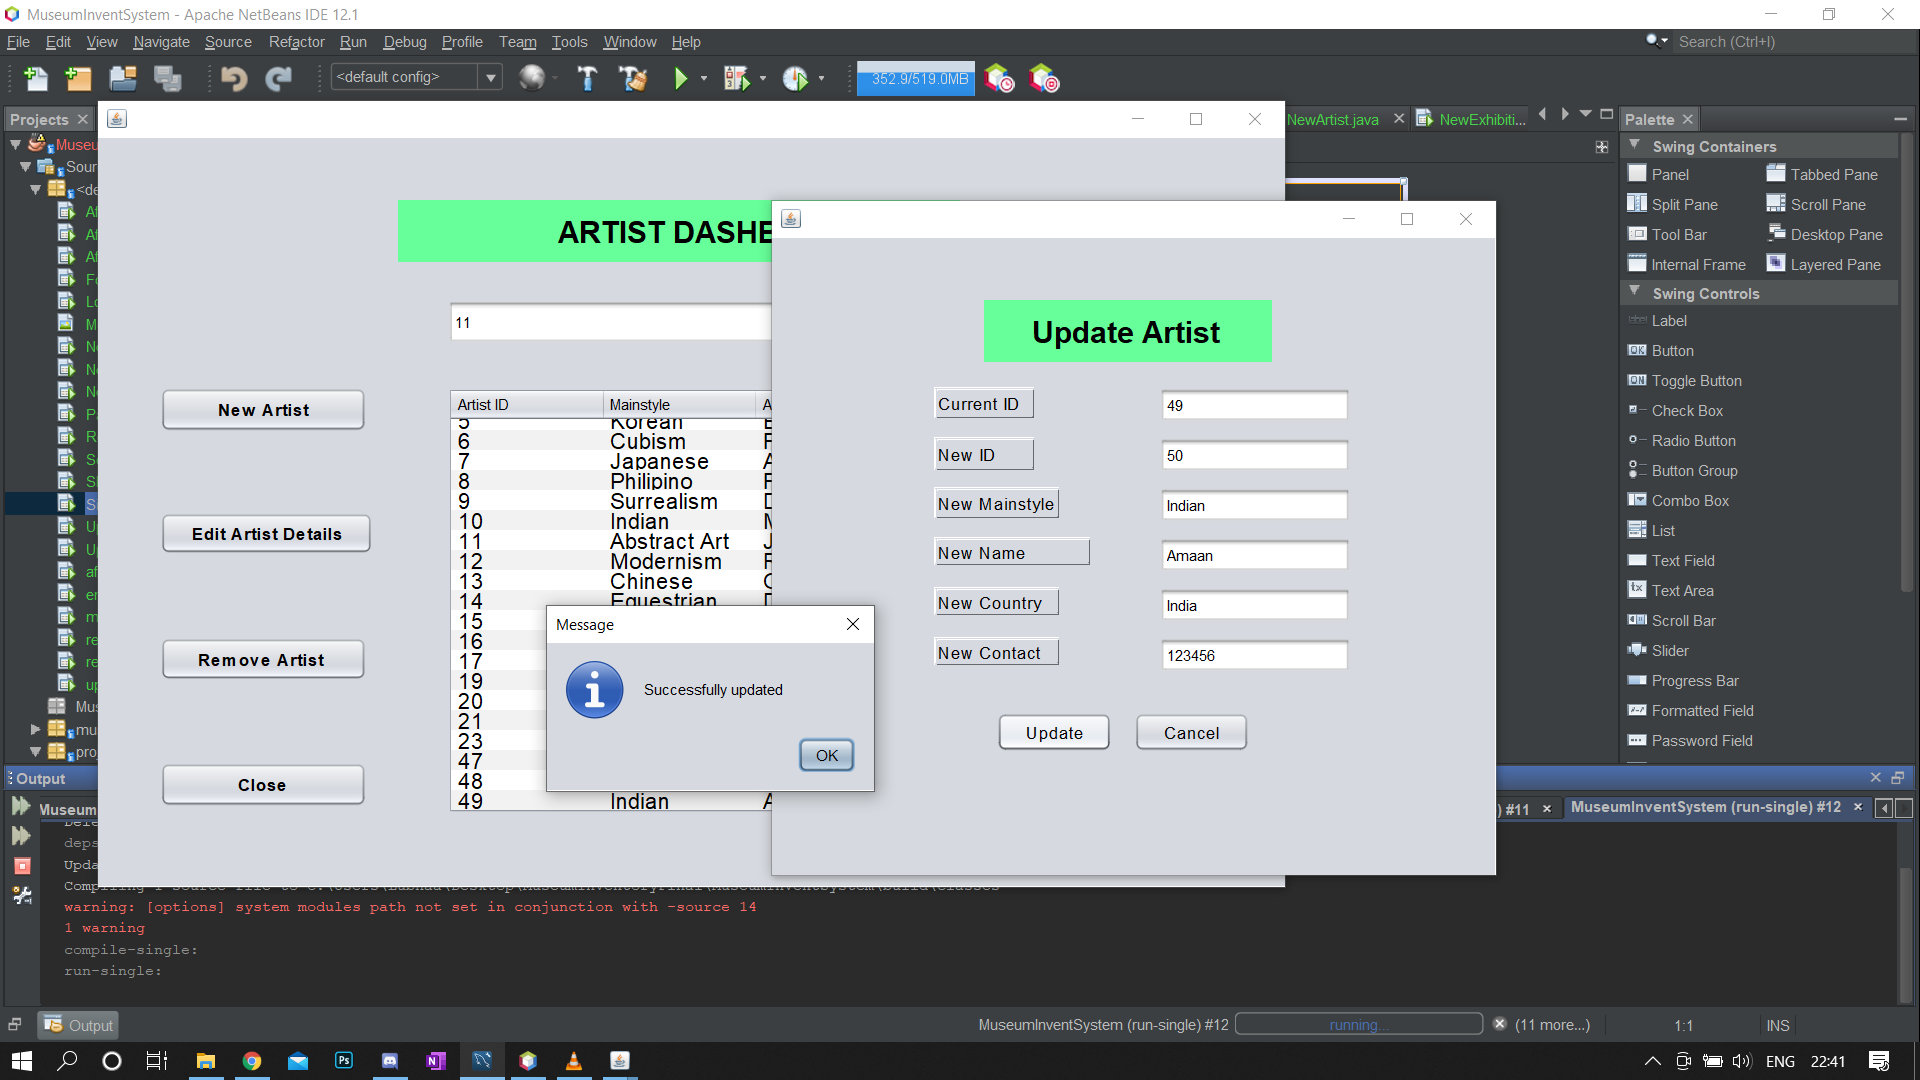 MuseumInventSystem - Apache NetBeans IDE 12.1
File Edit View Navigate Source Refactor Run Debug Profile Team Tools Window Help
Search (Ctrl+I)
<default config>
352.9/519.0MB
Projects
NewArtist.java
NewExhibiti...
Palette
Museu
Sour
<de
Swing Containers
Panel
Tabbed Pane
Split Pane
Scroll Pane
Tool Bar
Desktop Pane
Internal Frame
Layered Pane
Swing Controls
Label
Button
Toggle Button
Check Box
Radio Button
Button Group
Combo Box
List
Text Field
Text Area
Scroll Bar
Slider
Progress Bar
Formatted Field
Password Field
ARTIST DASHB
11
New Artist
Edit Artist Details
Remove Artist
Close
Artist ID Mainstyle A
5 Korean
6 Cubism F
7 Japanese A
8 Philipino F
9 Surrealism D
10 Indian M
11 Abstract Art J
12 Modernism F
13 Chinese C
14 Equestrian D
15
16
17
19
20
21
23
47
48
49 Indian A
Update Artist
Current ID 49
New ID 50
New Mainstyle Indian
New Name Amaan
New Country India
New Contact 123456
Update Cancel
Message
Successfully updated
OK
Mus
mu
proj
Output
Museum
) #11
MuseumInventSystem (run-single) #12
deps
Upda
warning: [options] system modules path not set in conjunction with -source 14
1 warning
compile-single:
run-single:
Output
MuseumInventSystem (run-single) #12
running...
(11 more...)
1:1
INS
ENG
22:41